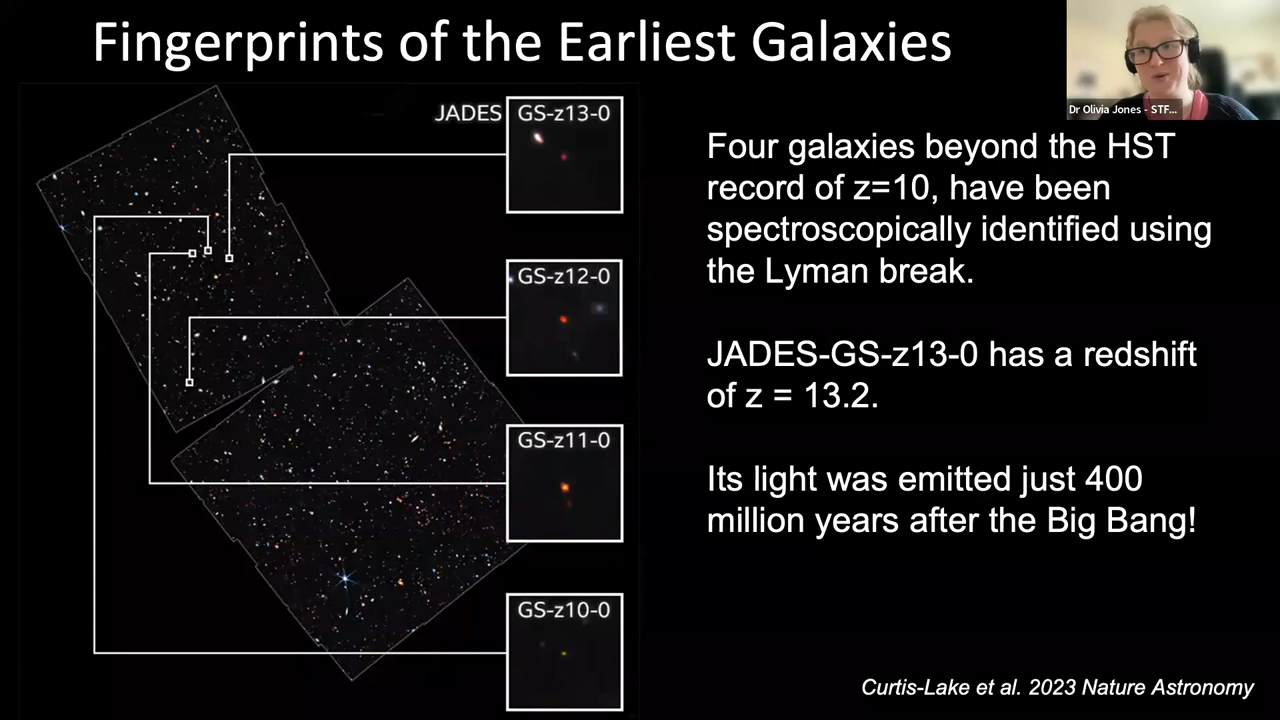 Fingerprints of the Earliest Galaxies
Dr Olivia Jones - STF...
JADES
GS-z13-0
GS-z12-0
GS-z11-0
GS-z10-0
Four galaxies beyond the HST
record of z=10, have been
spectroscopically identified using
the Lyman break.
JADES-GS-z13-0 has a redshift
of z = 13.2.
Its light was emitted just 400
million years after the Big Bang!
Curtis-Lake et al. 2023 Nature Astronomy